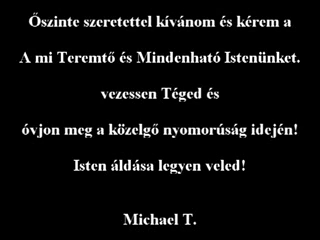 Őszinte szeretettel kívánom és kérem a
A mi Teremtő és Mindenható Istenünket.
vezessen Téged és
óvjon meg a közelgő nyomorúság idején!
Isten áldása legyen veled!
Michael T.